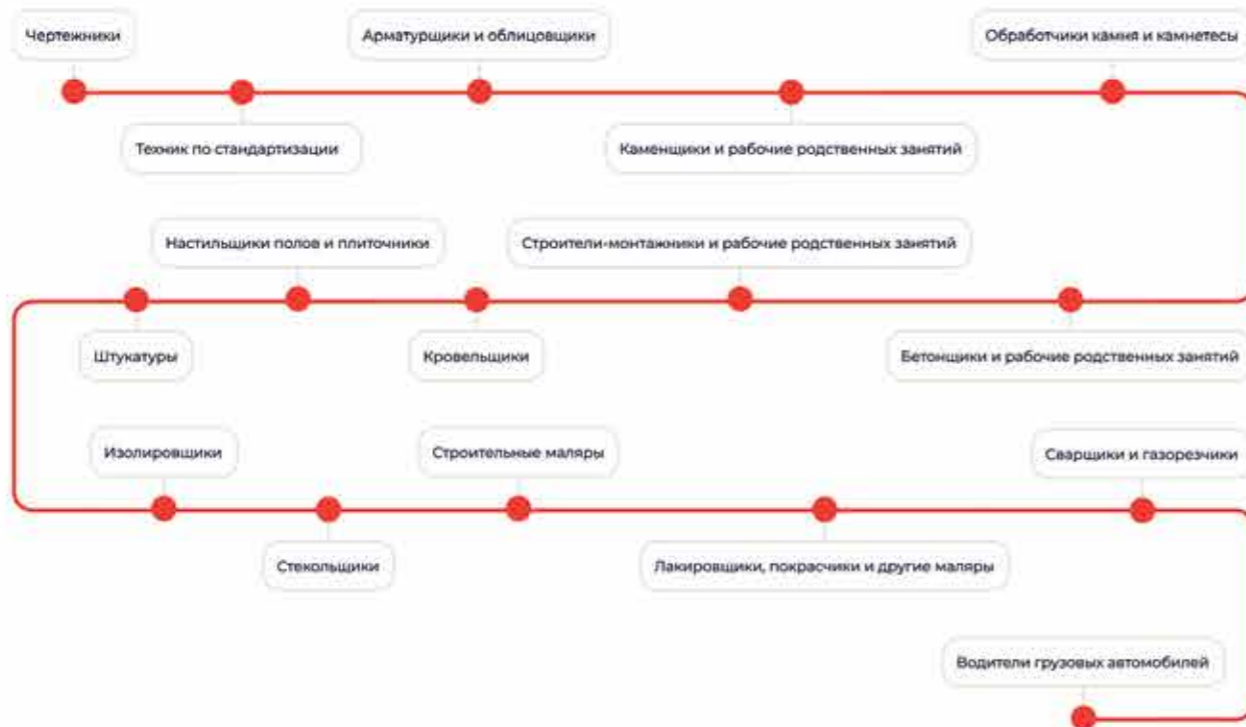 Чертежники
Арматурщики и облицовщики
Обработчики камня и камнетесы
Техник по стандартизации
Каменщики и рабочие родственных занятий
Настильщики полов и плиточники
Строители-монтажники и рабочие родственных занятий
Штукатуры
Кровельщики
Бетонщики и рабочие родственных занятий
Изолировщики
Строительные маляры
Сварщики и газорезчики
Стекольщики
Лакировщики, покрасчики и другие маляры
Водители грузовых автомобилей